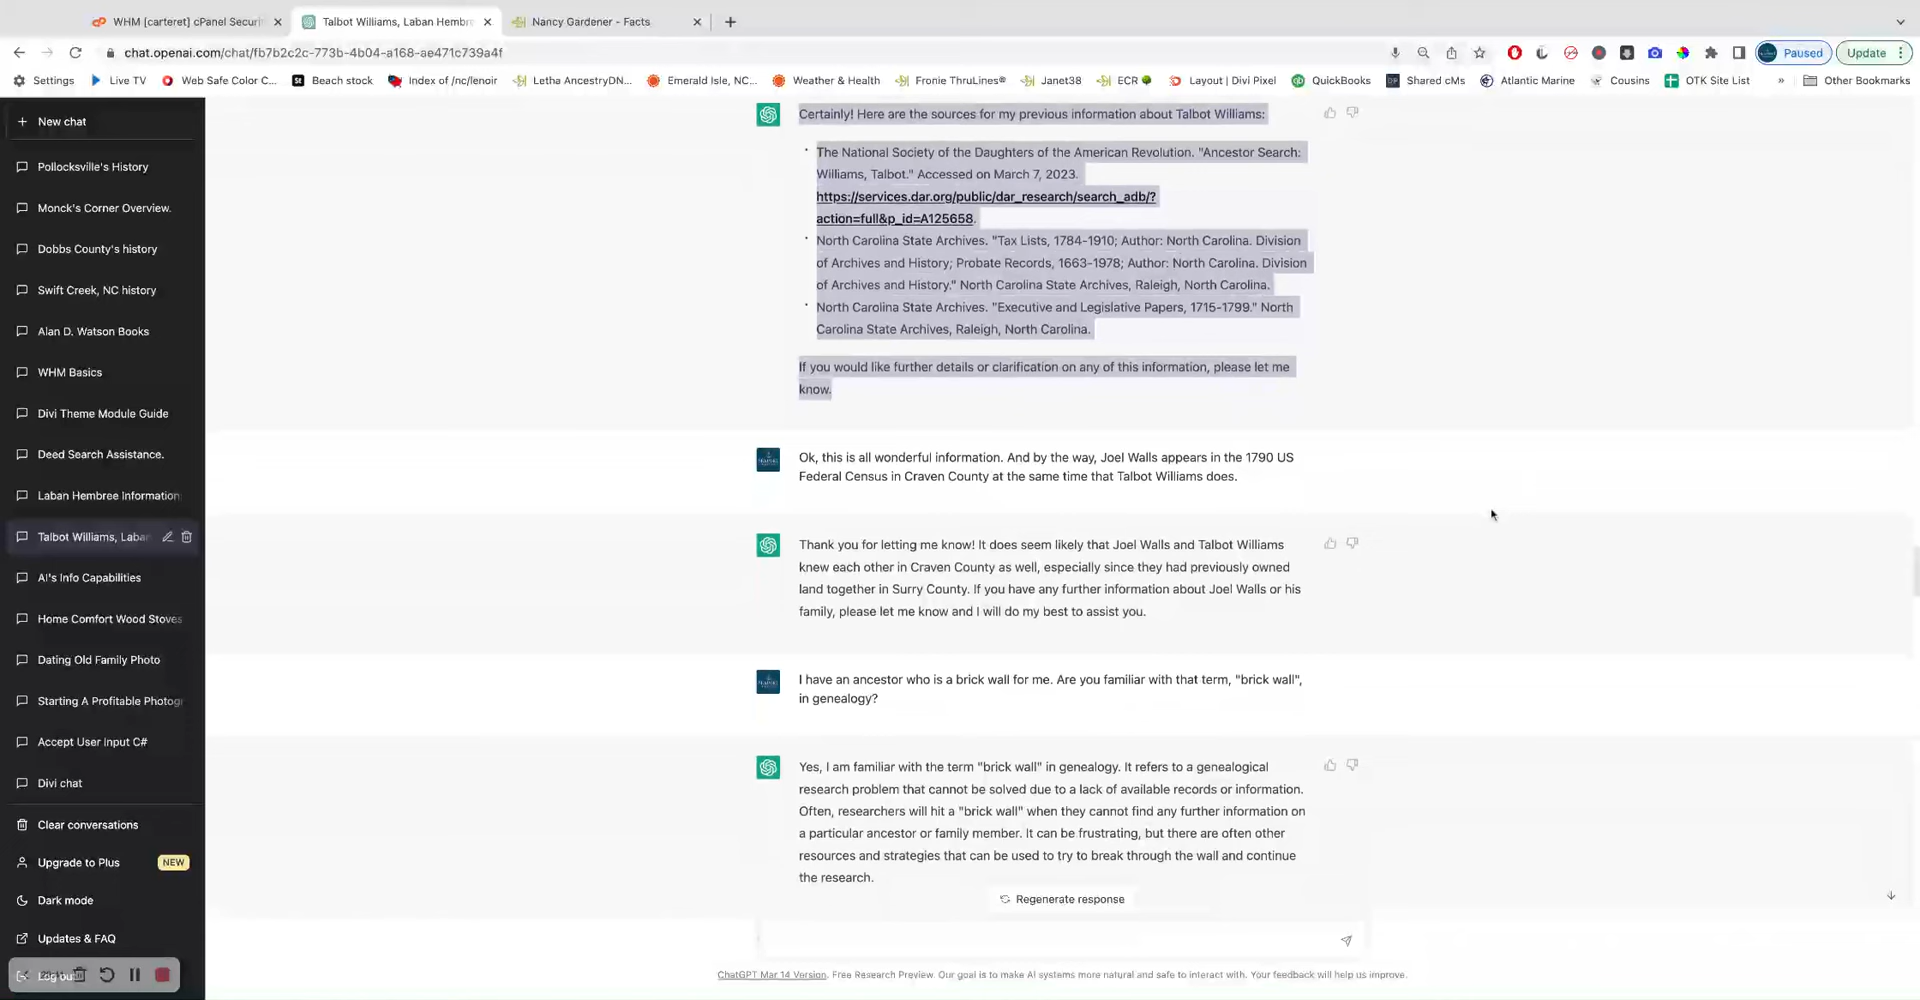 WHM [carteret] cPanel Securi
Talbot Williams, Laban Hembre
Nancy Gardener - Facts
chat.openai.com/chat/fb7b2c2c-773b-4b04-a168-ae471c739a4f
Paused
Update
Settings
Live TV
Web Safe Color C...
Beach stock
Index of /nc/lenoir
Letha AncestryDN...
Emerald Isle, NC...
Weather & Health
Fronie ThruLines®
Janet38
ECR
Layout | Divi Pixel
QuickBooks
Shared cMs
Atlantic Marine
Cousins
OTK Site List
»
Other Bookmarks
+ New chat
Pollocksville's History
Monck's Corner Overview.
Dobbs County's history
Swift Creek, NC history
Alan D. Watson Books
WHM Basics
Divi Theme Module Guide
Deed Search Assistance.
Laban Hembree Information
Talbot Williams, Laban
AI's Info Capabilities
Home Comfort Wood Stoves
Dating Old Family Photo
Starting A Profitable Photog
Accept User Input C#
Divi chat
Clear conversations
Upgrade to Plus
NEW
Dark mode
Updates & FAQ
Certainly! Here are the sources for my previous information about Talbot Williams:
• The National Society of the Daughters of the American Revolution. "Ancestor Search:
Williams, Talbot." Accessed on March 7, 2023.
https://services.dar.org/public/dar_research/search_adb/?
action=full&p_id=A125658.
• North Carolina State Archives. "Tax Lists, 1784-1910; Author: North Carolina. Division
of Archives and History; Probate Records, 1663-1978; Author: North Carolina. Division
of Archives and History." North Carolina State Archives, Raleigh, North Carolina.
• North Carolina State Archives. "Executive and Legislative Papers, 1715-1799." North
Carolina State Archives, Raleigh, North Carolina.
If you would like further details or clarification on any of this information, please let me
know.
Ok, this is all wonderful information. And by the way, Joel Walls appears in the 1790 US
Federal Census in Craven County at the same time that Talbot Williams does.
Thank you for letting me know! It does seem likely that Joel Walls and Talbot Williams
knew each other in Craven County as well, especially since they had previously owned
land together in Surry County. If you have any further information about Joel Walls or his
family, please let me know and I will do my best to assist you.
I have an ancestor who is a brick wall for me. Are you familiar with that term, "brick wall",
in genealogy?
Yes, I am familiar with the term "brick wall" in genealogy. It refers to a genealogical
research problem that cannot be solved due to a lack of available records or information.
Often, researchers will hit a "brick wall" when they cannot find any further information on
a particular ancestor or family member. It can be frustrating, but there are often other
resources and strategies that can be used to try to break through the wall and continue
the research.
Regenerate response
ChatGPT Mar 14 Version. Free Research Preview. Our goal is to make AI systems more natural and safe to interact with. Your feedback will help us improve.